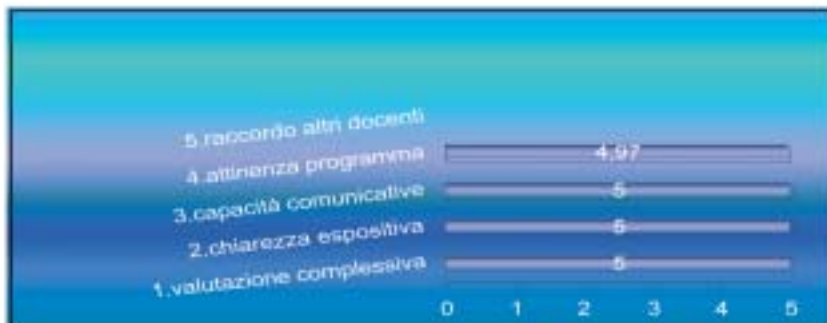 5.raccordo altri docenti
4.attinenza programma 4,97
3.capacità comunicative 5
2.chiarezza espositiva 5
1.valutazione complessiva 5
0 1 2 3 4 5